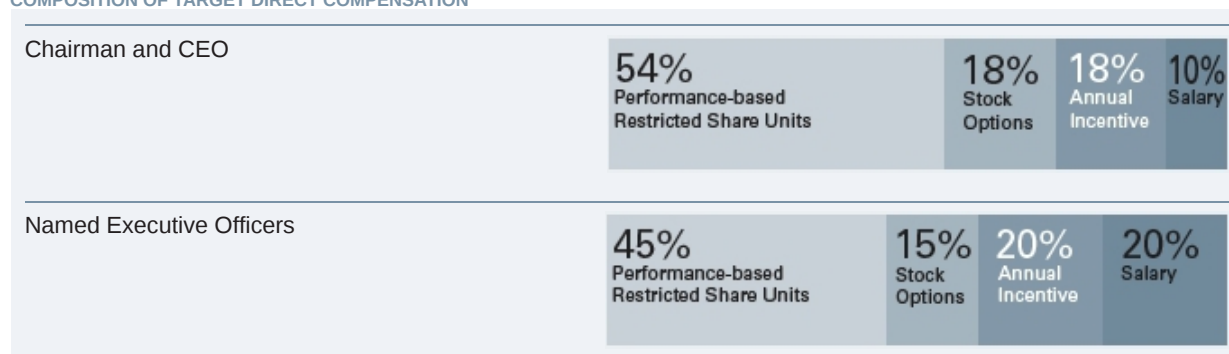 COMPOSITION OF TARGET DIRECT COMPENSATION
Chairman and CEO
54%
Performance-based
Restricted Share Units
18%
Stock
Options
18%
Annual
Incentive
10%
Salary
Named Executive Officers
45%
Performance-based
Restricted Share Units
15%
Stock
Options
20%
Annual
Incentive
20%
Salary